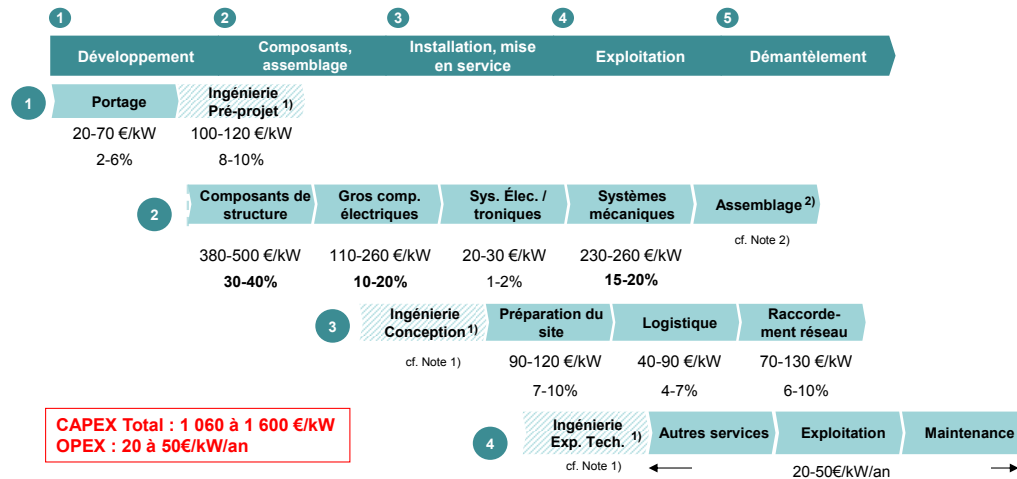 1
2
3
4
5
Développement
Composants,
assemblage
Installation, mise
en service
Exploitation
Démantèlement
1
Portage
Ingénierie
Pré-projet 1)
20-70 €/kW
100-120 €/kW
2-6%
8-10%
2
Composants de
structure
Gros comp.
électriques
Sys. Élec. /
troniques
Systèmes
mécaniques
Assemblage 2)
380-500 €/kW
110-260 €/kW
20-30 €/kW
230-260 €/kW
cf. Note 2)
30-40%
10-20%
1-2%
15-20%
3
Ingénierie
Conception 1)
Préparation du
site
Logistique
Raccorde-
ment réseau
cf. Note 1)
90-120 €/kW
40-90 €/kW
70-130 €/kW
7-10%
4-7%
6-10%
CAPEX Total : 1 060 à 1 600 €/kW
OPEX : 20 à 50€/kW/an
4
Ingénierie
Exp. Tech. 1)
Autres services
Exploitation
Maintenance
cf. Note 1)
20-50€/kW/an